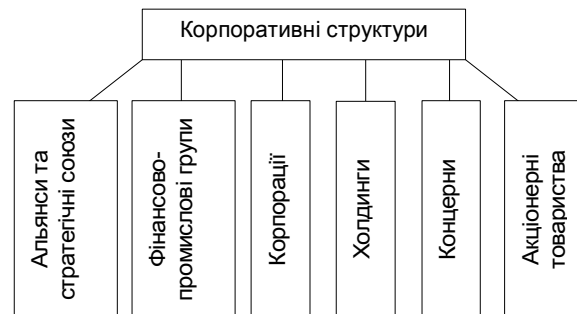 Корпоративні структури
Альянси та
стратегічні союзи
Фінансово-
промислові групи
Корпорації
Холдинги
Концерни
Акціонерні
товариства